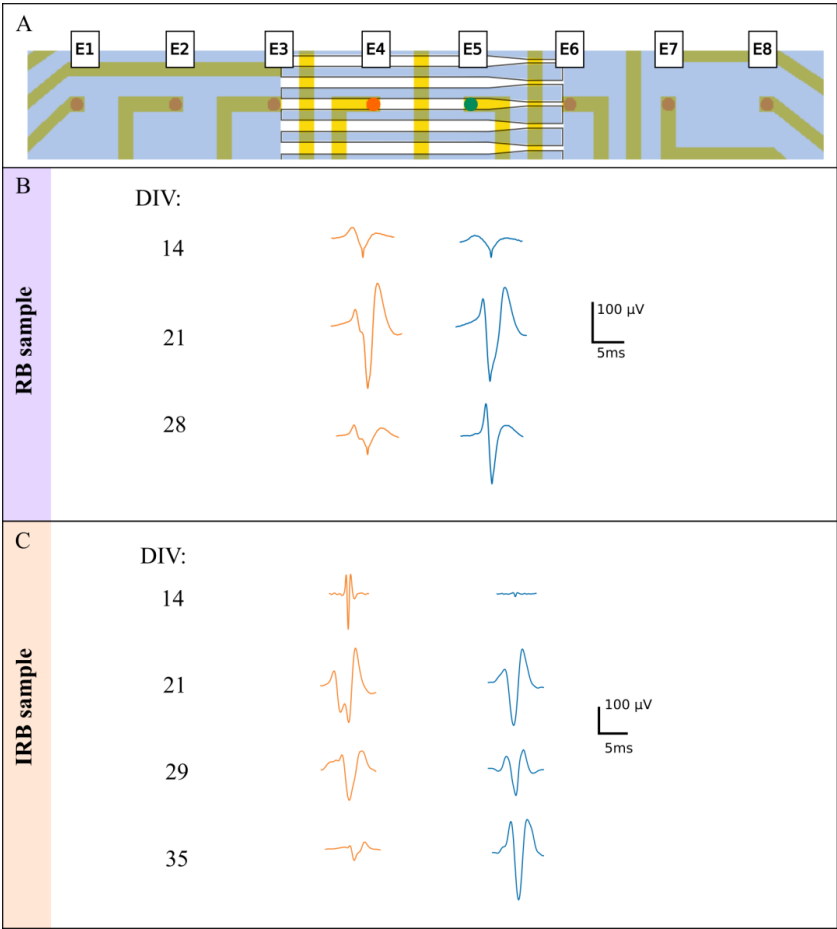 A
E1 E2 E3 E4 E5 E6 E7 E8
B
DIV:
14
21
28
RB sample
100 µV
5ms
C
DIV:
14
21
29
35
IRB sample
100 µV
5ms